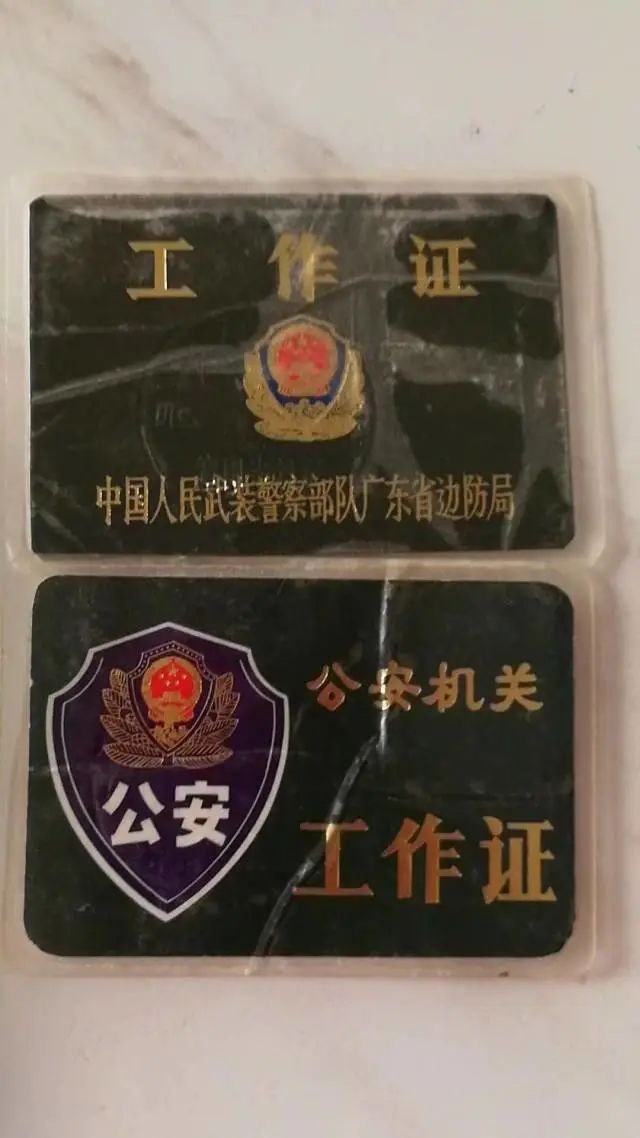 工作证
中国人民武装警察部队广东省边防局
公安
公安机关
工作证